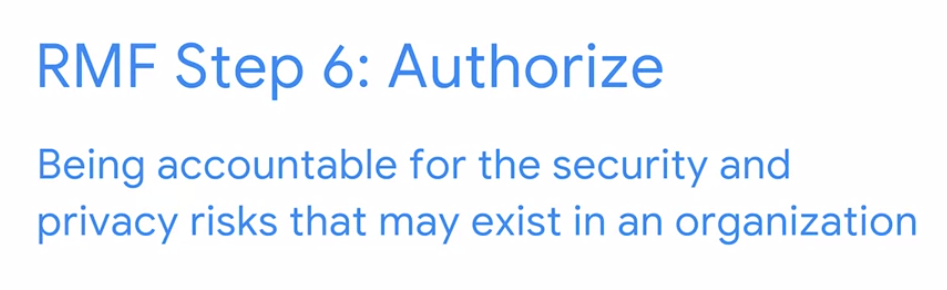 RMF Step 6: Authorize
Being accountable for the security and
privacy risks that may exist in an organization